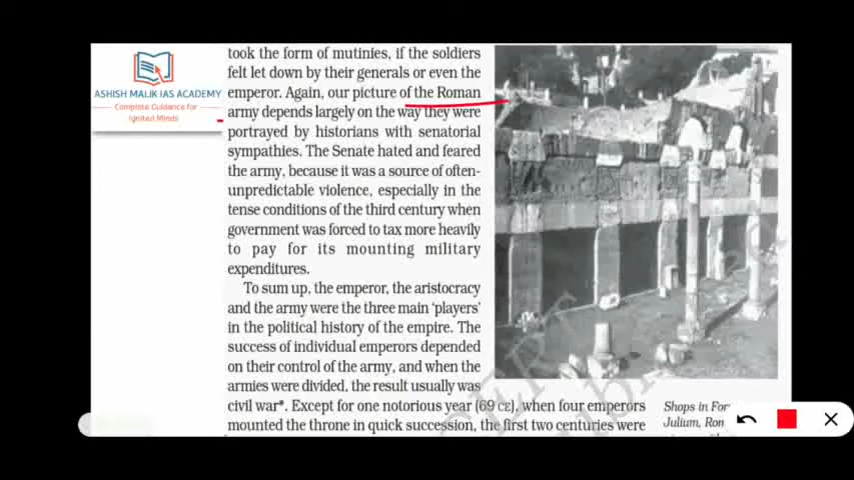 ASHISH MALIK IAS ACADEMY
Complete Guidance for
Ignited Minds
took the form of mutinies, if the soldiers
felt let down by their generals or even the
emperor. Again, our picture of the Roman
army depends largely on the way they were
portrayed by historians with senatorial
sympathies. The Senate hated and feared
the army, because it was a source of often-
unpredictable violence, especially in the
tense conditions of the third century when
government was forced to tax more heavily
to pay for its mounting military
expenditures.
To sum up, the emperor, the aristocracy
and the army were the three main ‘players’
in the political history of the empire. The
success of individual emperors depended
on their control of the army, and when the
armies were divided, the result usually was
civil war*. Except for one notorious year (69 CE), when four emperors
mounted the throne in quick succession, the first two centuries were
Shops in For
Julium, Rom